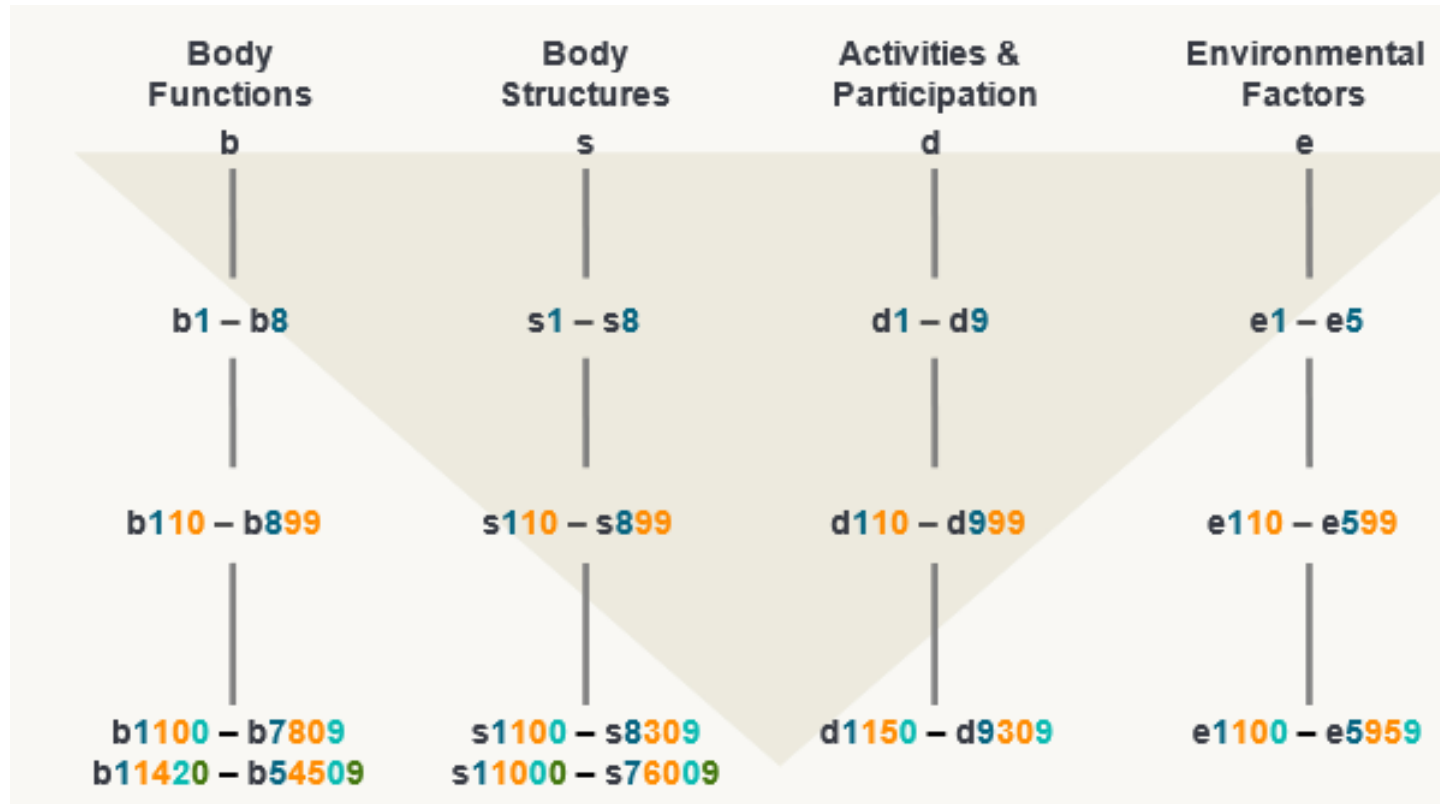 Body Functions
b
Body Structures
s
Activities & Participation
d
Environmental Factors
e
b1 – b8
s1 – s8
d1 – d9
e1 – e5
b110 – b899
s110 – s899
d110 – d999
e110 – e599
b1100 – b7809
b11420 – b54509
s1100 – s8309
s11000 – s76009
d1150 – d9309
e1100 – e5959